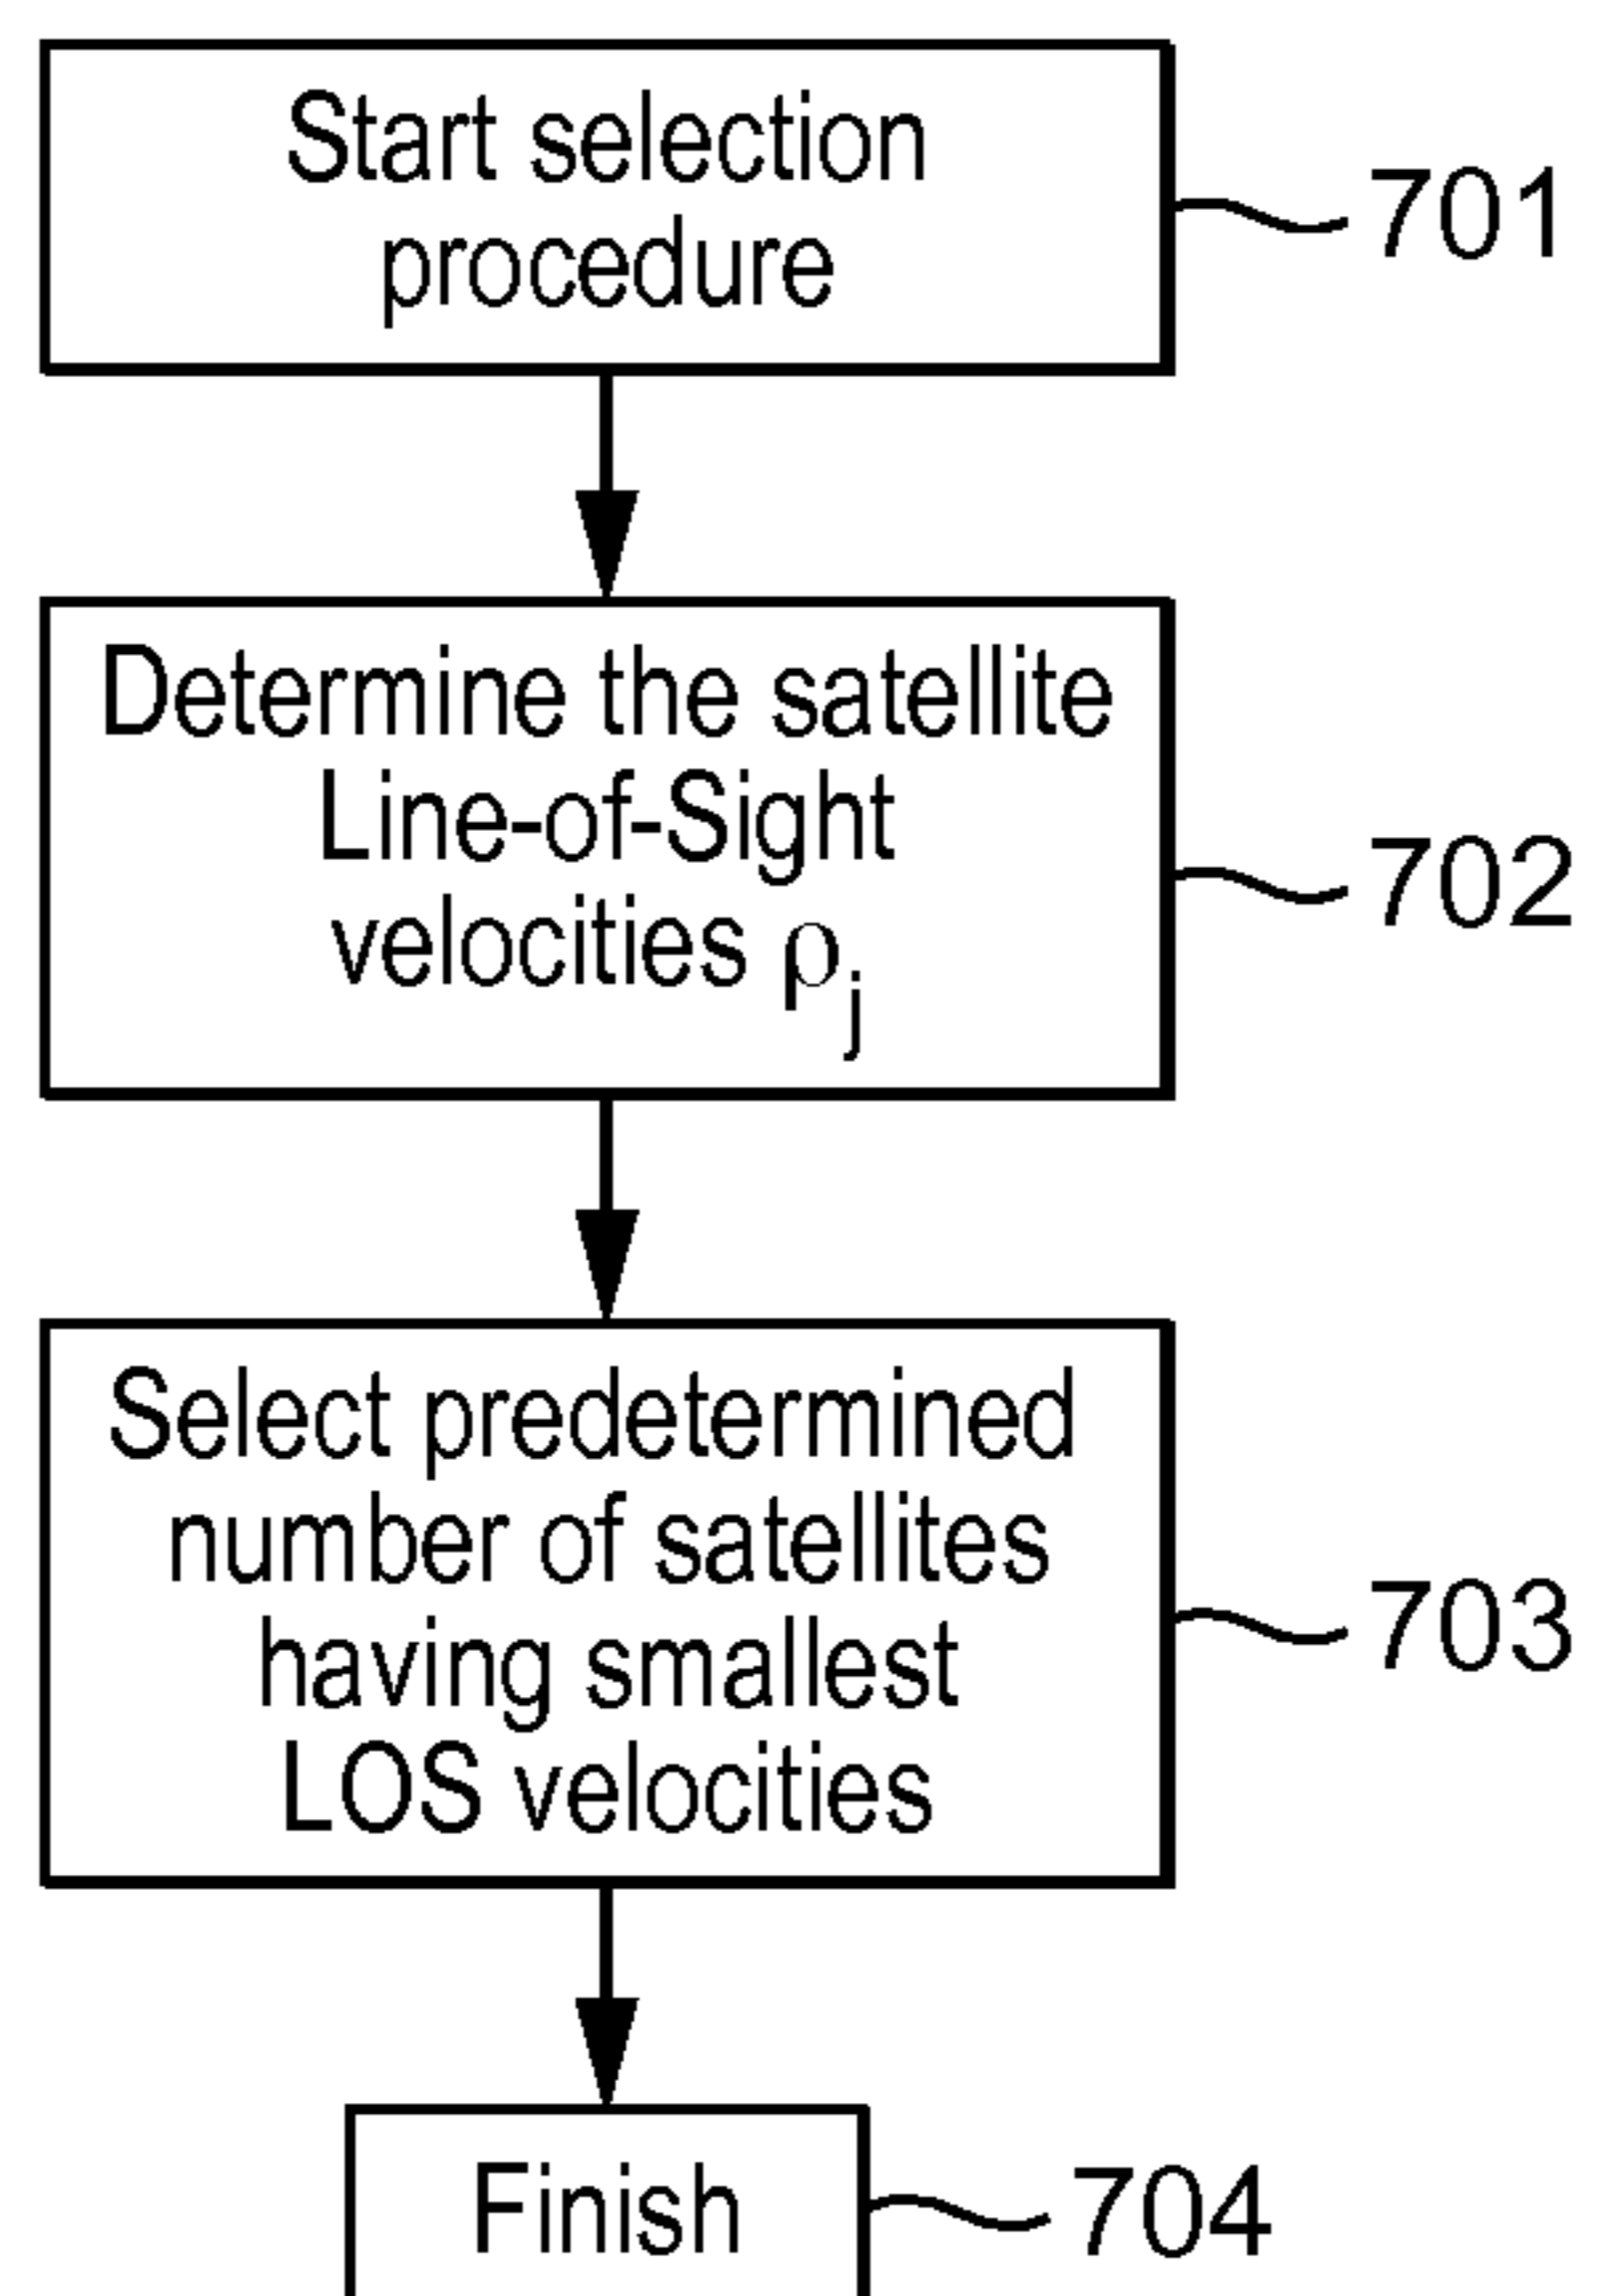 Start selection
procedure
701
Determine the satellite
Line-of-Sight
velocities ρj
702
Select predetermined
number of satellites
having smallest
LOS velocities
703
Finish
704